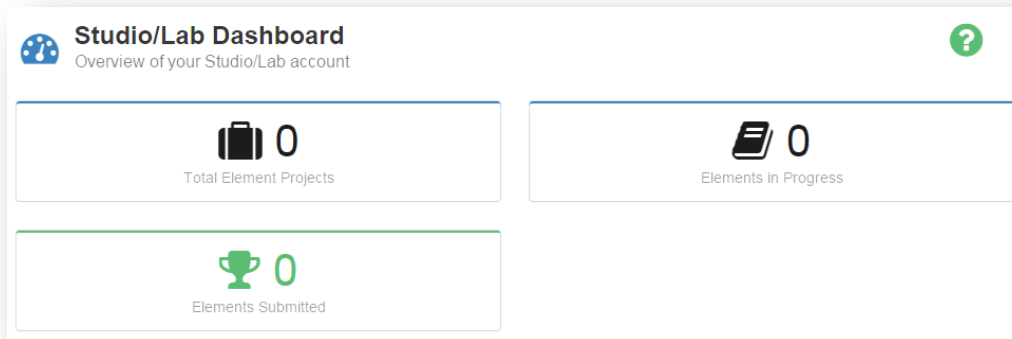 Studio/Lab Dashboard
Overview of your Studio/Lab account
?
0
Total Element Projects
0
Elements in Progress
0
Elements Submitted